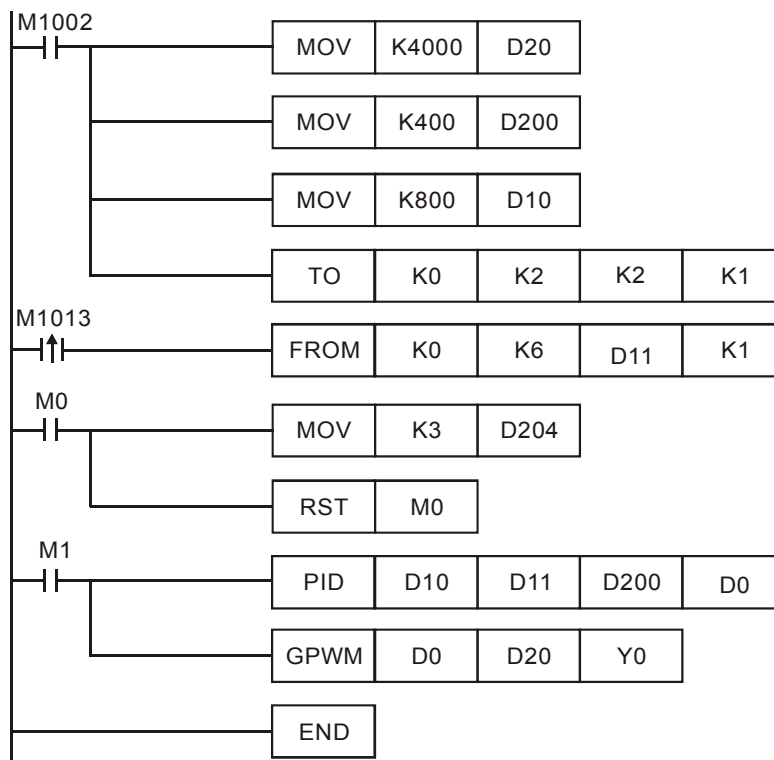 M1002
MOV K4000 D20
MOV K400 D200
MOV K800 D10
TO K0 K2 K2 K1
M1013
FROM K0 K6 D11 K1
M0
MOV K3 D204
RST M0
M1
PID D10 D11 D200 D0
GPWM D0 D20 Y0
END